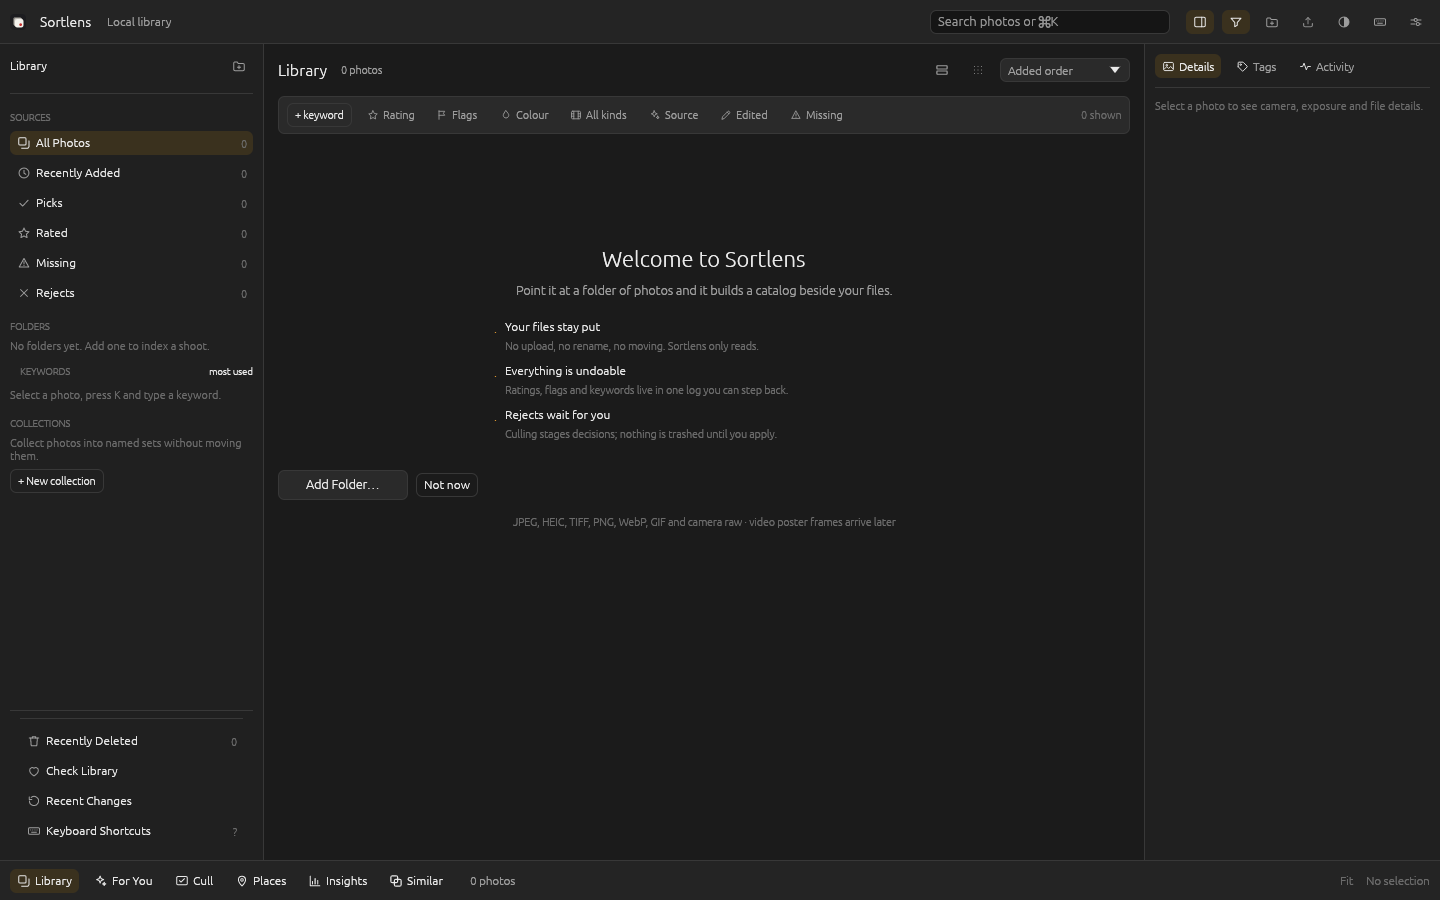 Sortlens Local library
Search photos or ⌘K
Library
SOURCES
All Photos 0
Recently Added 0
Picks 0
Rated 0
Missing 0
Rejects 0
FOLDERS
No folders yet. Add one to index a shoot.
KEYWORDS most used
Select a photo, press K and type a keyword.
COLLECTIONS
Collect photos into named sets without moving
them.
+ New collection
Recently Deleted 0
Check Library
Recent Changes
Keyboard Shortcuts ?
Library 0 photos
Added order
+ keyword Rating Flags Colour All kinds Source Edited Missing 0 shown
Welcome to Sortlens
Point it at a folder of photos and it builds a catalog beside your files.
Your files stay put
No upload, no rename, no moving. Sortlens only reads.
Everything is undoable
Ratings, flags and keywords live in one log you can step back.
Rejects wait for you
Culling stages decisions; nothing is trashed until you apply.
Add Folder… Not now
JPEG, HEIC, TIFF, PNG, WebP, GIF and camera raw · video poster frames arrive later
Details Tags Activity
Select a photo to see camera, exposure and file details.
Library For You Cull Places Insights Similar 0 photos
Fit No selection